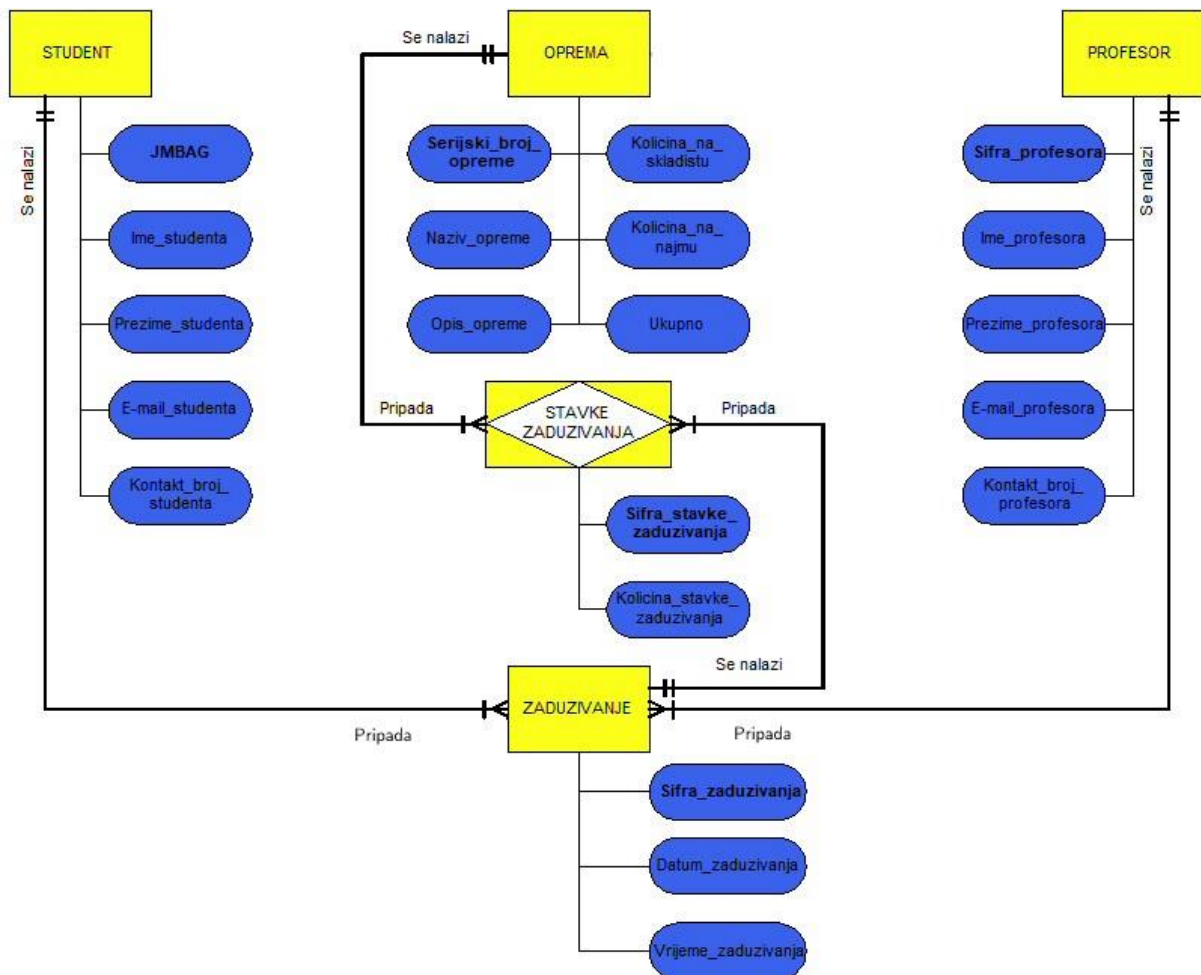 STUDENT
Se nalazi
OPREMA
PROFESOR
Se nalazi
JMBAG
Ime_studenta
Prezime_studenta
E-mail_studenta
Kontakt_broj_
studenta
Serijski_broj_
opreme
Kolicina_na_
skladistu
Naziv_opreme
Kolicina_na_
najmu
Opis_opreme
Ukupno
Sifra_profesora
Se nalazi
Ime_profesora
Prezime_profesora
E-mail_profesora
Kontakt_broj_
profesora
Pripada
STAVKE
ZADUZIVANJA
Pripada
Sifra_stavke_
zaduzivanja
Kolicina_stavke_
zaduzivanja
Se nalazi
ZADUZIVANJE
Pripada
Pripada
Sifra_zaduzivanja
Datum_zaduzivanja
Vrijeme_zaduzivanja